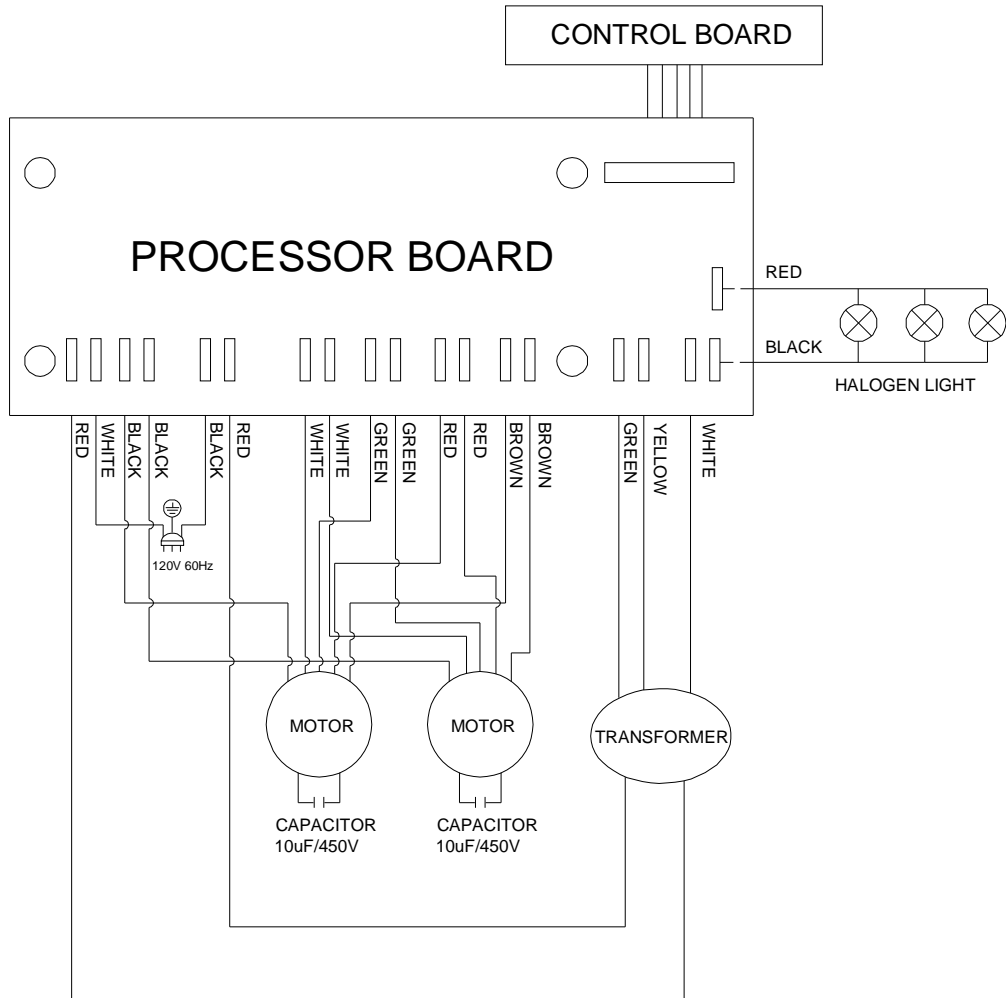 CONTROL BOARD
PROCESSOR BOARD
RED
BLACK
HALOGEN LIGHT
RED
WHITE
BLACK
BLACK
BLACK
RED
WHITE
WHITE
GREEN
GREEN
RED
RED
BROWN
BROWN
GREEN
YELLOW
WHITE
120V 60Hz
MOTOR
MOTOR
TRANSFORMER
CAPACITOR
10uF/450V
CAPACITOR
10uF/450V